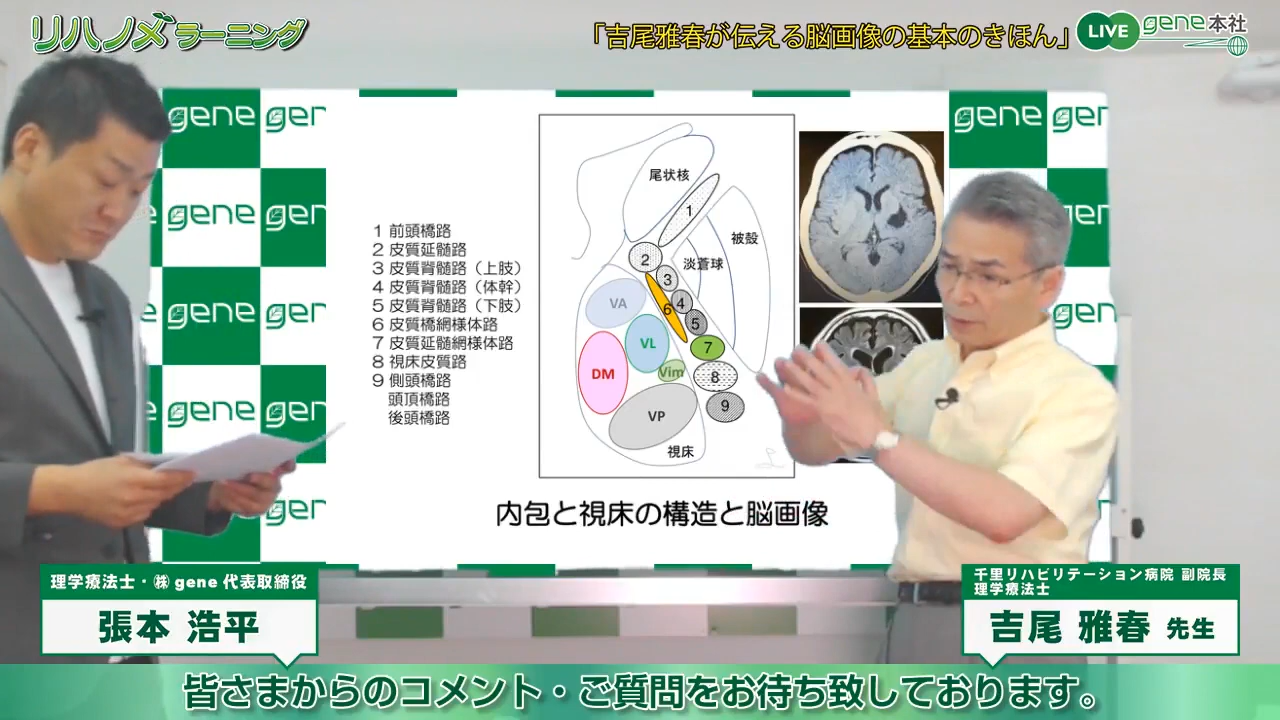 リハノメラーニング
「吉尾雅春が伝える脳画像の基本のきほん」
LIVE
gene本社
gene gene
gene
gene
gene
gene
gene
gene
gene
1 前頭橋路
2 皮質延髄路
3 皮質脊髄路（上肢）
4 皮質脊髄路（体幹）
5 皮質脊髄路（下肢）
6 皮質橋網様体路
7 皮質延髄網様体路
8 視床皮質路
9 側頭橋路
頭頂橋路
後頭橋路
尾状核
1
被殻
2
淡蒼球
3
VA
6
4
5
VL
7
DM
Vim
8
9
VP
視床
内包と視床の構造と脳画像
理学療法士・㈱gene代表取締役
張本 浩平
千里リハビリテーション病院 副院長
理学療法士
吉尾 雅春 先生
皆さまからのコメント・ご質問をお待ち致しております。